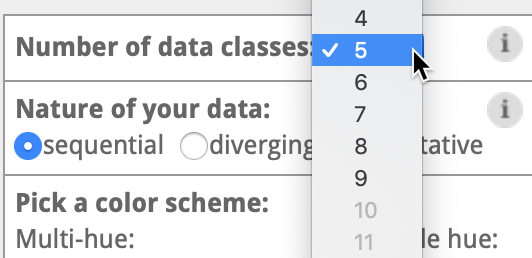 4
Number of data classes: ✓ 5
i
6
Nature of your data:
i
7
sequential diverging tative
8
9
Pick a color scheme:
10
Multi-hue: le hue:
11